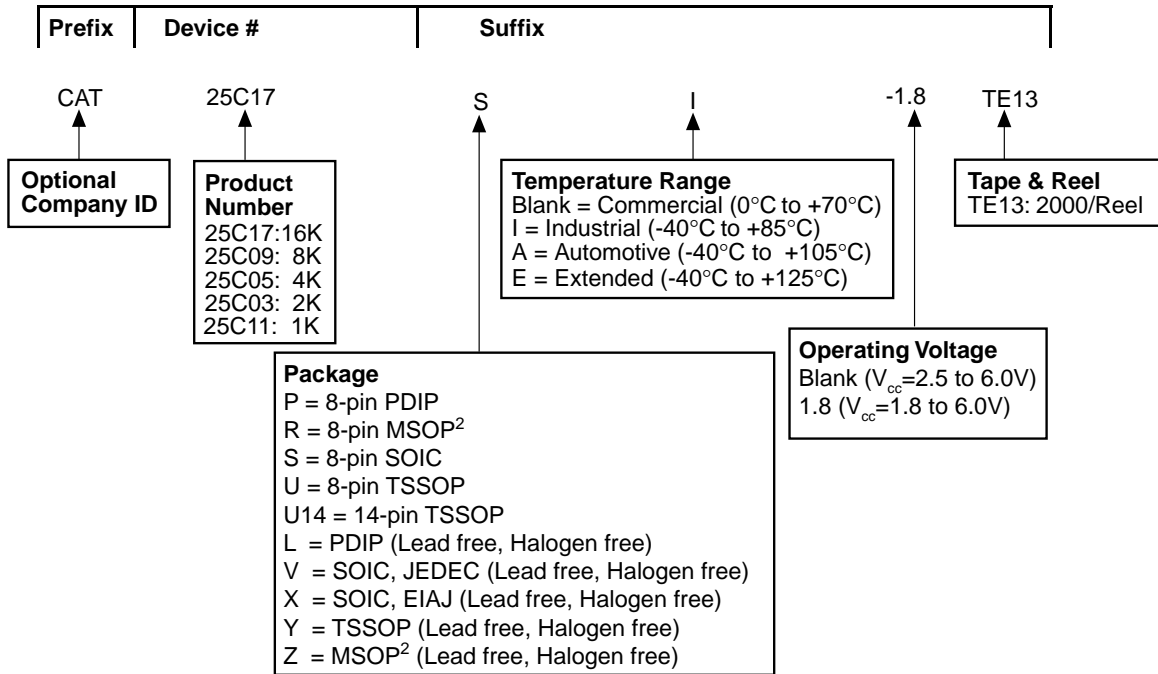 Prefix Device # Suffix
CAT 25C17 S I -1.8 TE13
Optional
Company ID
Product
Number
25C17:16K
25C09: 8K
25C05: 4K
25C03: 2K
25C11: 1K
Temperature Range
Blank = Commercial (0°C to +70°C)
I = Industrial (-40°C to +85°C)
A = Automotive (-40°C to +105°C)
E = Extended (-40°C to +125°C)
Tape & Reel
TE13: 2000/Reel
Package
P = 8-pin PDIP
R = 8-pin MSOP²
S = 8-pin SOIC
U = 8-pin TSSOP
U14 = 14-pin TSSOP
L = PDIP (Lead free, Halogen free)
V = SOIC, JEDEC (Lead free, Halogen free)
X = SOIC, EIAJ (Lead free, Halogen free)
Y = TSSOP (Lead free, Halogen free)
Z = MSOP² (Lead free, Halogen free)
Operating Voltage
Blank (Vcc=2.5 to 6.0V)
1.8 (Vcc=1.8 to 6.0V)